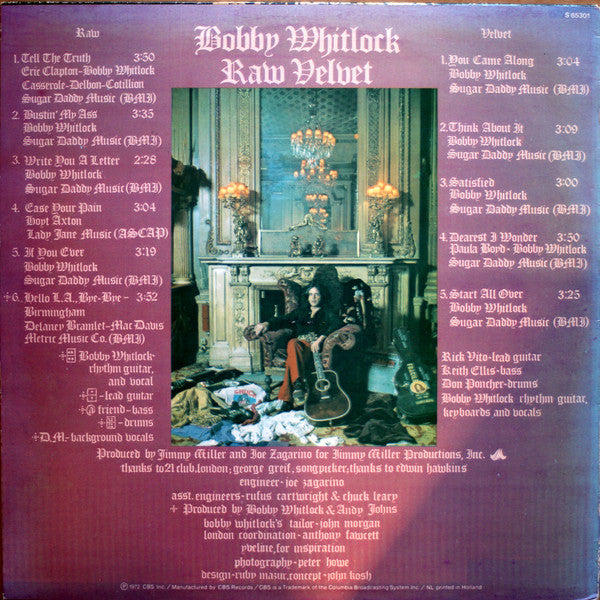 S 65301
Raw
Bobby Whitlock
Raw Velvet
Velvet
1. Tell The Truth 3:50
Eric Clapton-Bobby Whitlock
Casserole-Delbon-Cotillion
Sugar Daddy Music (BMI)
2. Bustin' My Ass 3:35
Bobby Whitlock
Sugar Daddy Music (BMI)
3. Write You A Letter 2:28
Bobby Whitlock
Sugar Daddy Music (BMI)
4. Ease Your Pain 3:04
Hoyt Axton
Lady Jane Music (ASCAP)
5. If You Ever 3:19
Bobby Whitlock
Sugar Daddy Music (BMI)
+6. Hello L.A., Bye-Bye- 3:52
Birmingham
Delaney Bramlet-Mac Davis
Metric Music Co. (BMI)
+ Bobby Whitlock-
rhythm guitar,
and vocal
+ -lead guitar
+@ friend-bass
+ -drums
+D.M.-background vocals
1. You Came Along 3:04
Bobby Whitlock
Sugar Daddy Music (BMI)
2. Think About It 3:09
Bobby Whitlock
Sugar Daddy Music (BMI)
3. Satisfied 3:00
Bobby Whitlock
Sugar Daddy Music (BMI)
4. Dearest I Wonder 3:50
Paula Boyd-Bobby Whitlock
Sugar Daddy Music (BMI)
5. Start All Over 3:25
Bobby Whitlock
Sugar Daddy Music (BMI)
Rick Vito-lead guitar
Keith Ellis-bass
Don Poncher-drums
Bobby Whitlock rhythm guitar,
keyboards and vocals
Produced by Jimmy Miller and Joe Zagarino for Jimmy Miller Productions, Inc.
thanks to 21 club, london; george greif, songpicker; thanks to edwin hawkins
engineer-joe zagarino
asst. engineers-rufus cartwright & chuck leary
+ Produced by Bobby Whitlock & Andy Johns
bobby whitlock's tailor-john morgan
london coordination-anthony fawcett
yveline, for inspiration
photography-peter howe
design-ruby mazur, concept-john kosh
℗ 1972 CBS Inc. / Manufactured by CBS Records / CBS is a Trademark of the Columbia Broadcasting System Inc. / NL printed in Holland